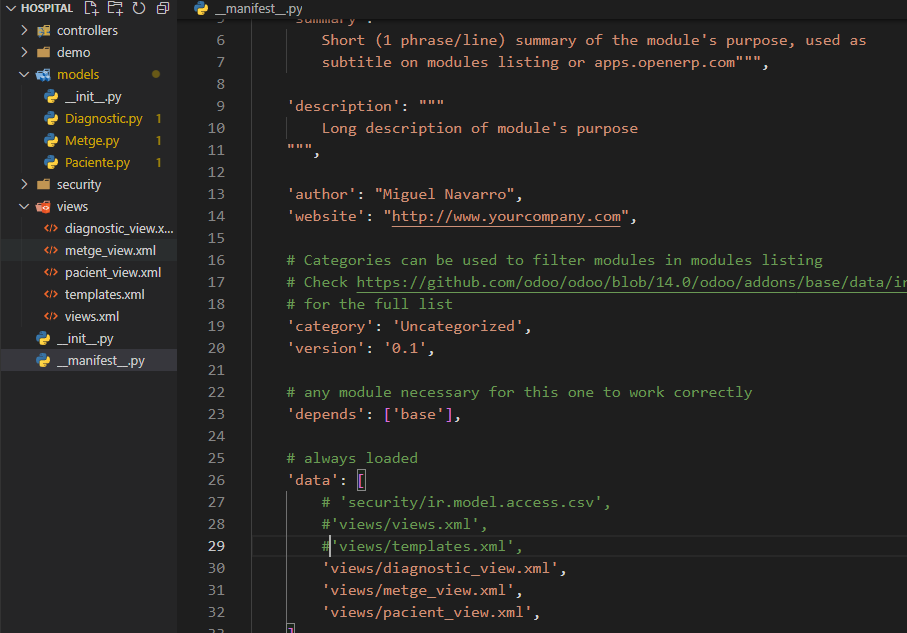 HOSPITAL
controllers
demo
models
__init__.py
Diagnostic.py 1
Metge.py 1
Paciente.py 1
security
views
diagnostic_view.x...
metge_view.xml
pacient_view.xml
templates.xml
views.xml
__init__.py
__manifest__.py
__manifest__.py
5 'summary':
6 Short (1 phrase/line) summary of the module's purpose, used as
7 subtitle on modules listing or apps.openerp.com""",
8
9 'description': """
10 Long description of module's purpose
11 """,
12
13 'author': "Miguel Navarro",
14 'website': "http://www.yourcompany.com",
15
16 # Categories can be used to filter modules in modules listing
17 # Check https://github.com/odoo/odoo/blob/14.0/odoo/addons/base/data/ir
18 # for the full list
19 'category': 'Uncategorized',
20 'version': '0.1',
21
22 # any module necessary for this one to work correctly
23 'depends': ['base'],
24
25 # always loaded
26 'data': [
27 # 'security/ir.model.access.csv',
28 #'views/views.xml',
29 #'views/templates.xml',
30 'views/diagnostic_view.xml',
31 'views/metge_view.xml',
32 'views/pacient_view.xml',
33 ]